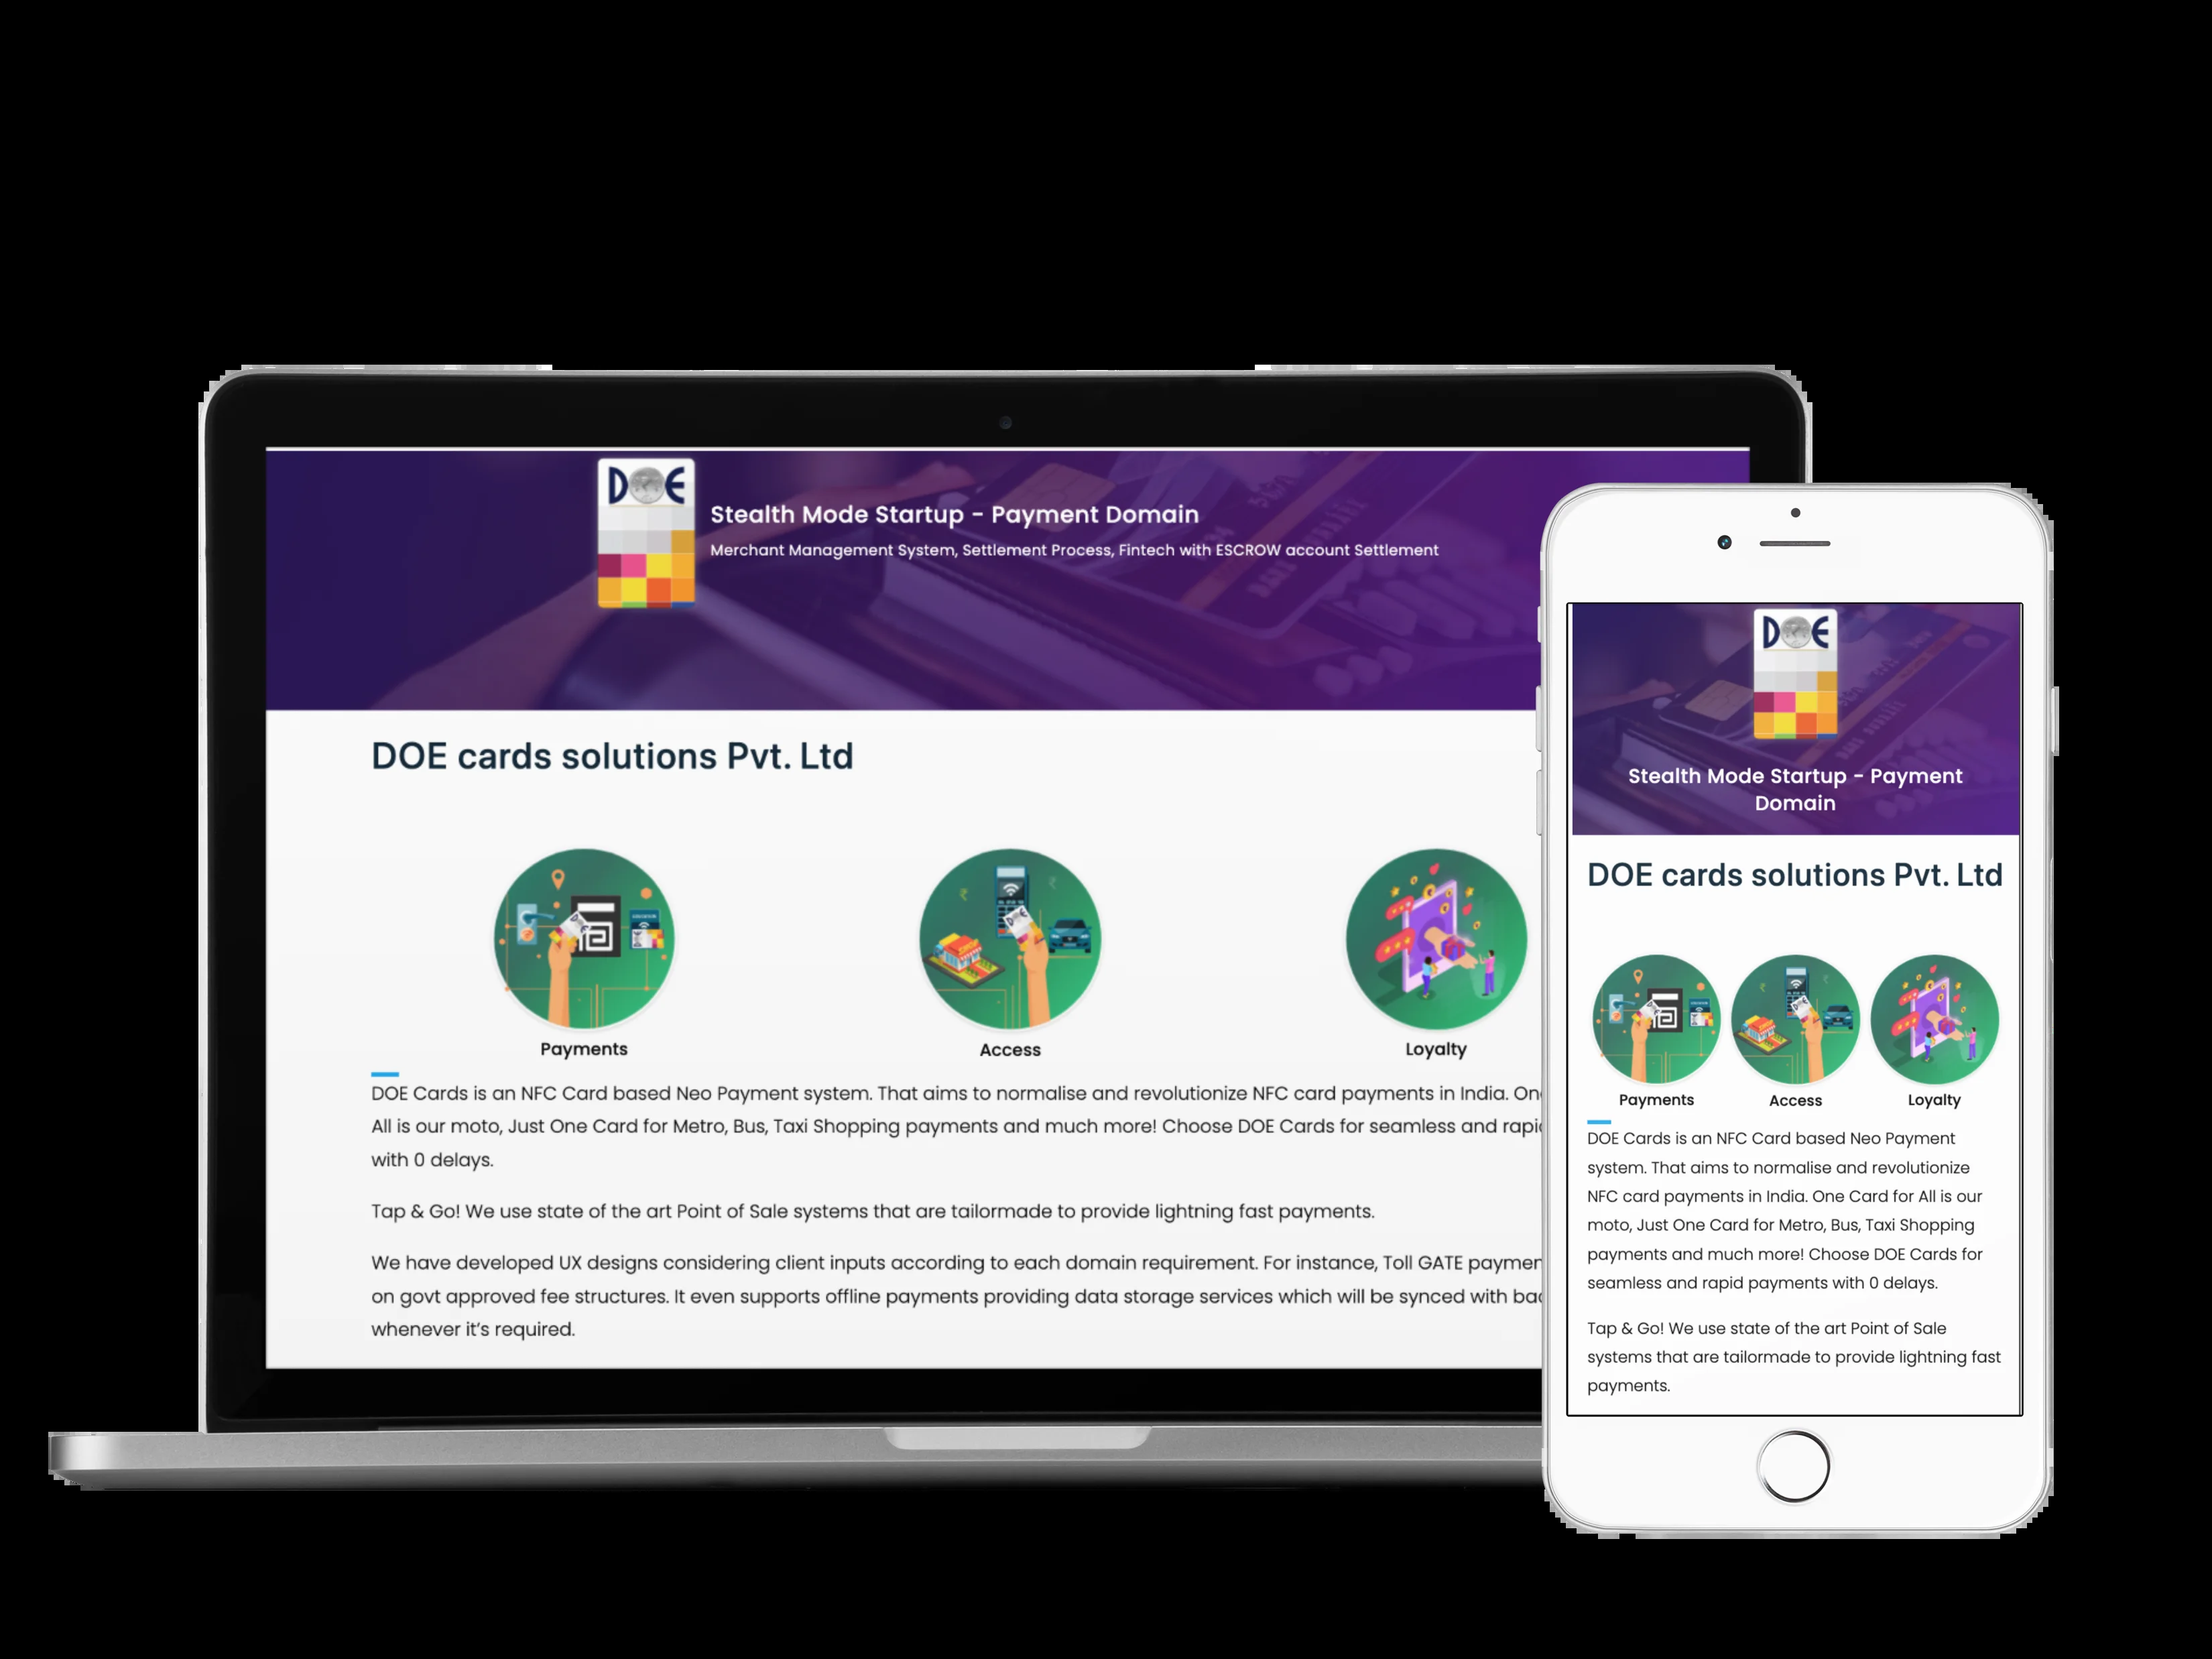 DOE
Stealth Mode Startup - Payment Domain
Merchant Management System, Settlement Process, Fintech with ESCROW account Settlement
DOE cards solutions Pvt. Ltd
Payments
Access
Loyalty
DOE Cards is an NFC Card based Neo Payment system. That aims to normalise and revolutionize NFC card payments in India.
All is our moto, Just One Card for Metro, Bus, Taxi Shopping payments and much more! Choose DOE Cards for seamless and
with 0 delays.
Tap & Go! We use state of the art Point of Sale systems that are tailormade to provide lightning fast payments.
We have developed UX designs considering client inputs according to each domain requirement. For instance, Toll GATE
on govt approved fee structures. It even supports offline payments providing data storage services which will be synced with
whenever it's required.
DOE
Stealth Mode Startup - Payment
Domain
DOE cards solutions Pvt. Ltd
Payments
Access
Loyalty
DOE Cards is an NFC Card based Neo Payment
system. That aims to normalise and revolutionize
NFC card payments in India. One Card for All is our
moto, Just One Card for Metro, Bus, Taxi Shopping
payments and much more! Choose DOE Cards for
seamless and rapid payments with 0 delays.
Tap & Go! We use state of the art Point of Sale
systems that are tailormade to provide lightning fast
payments.